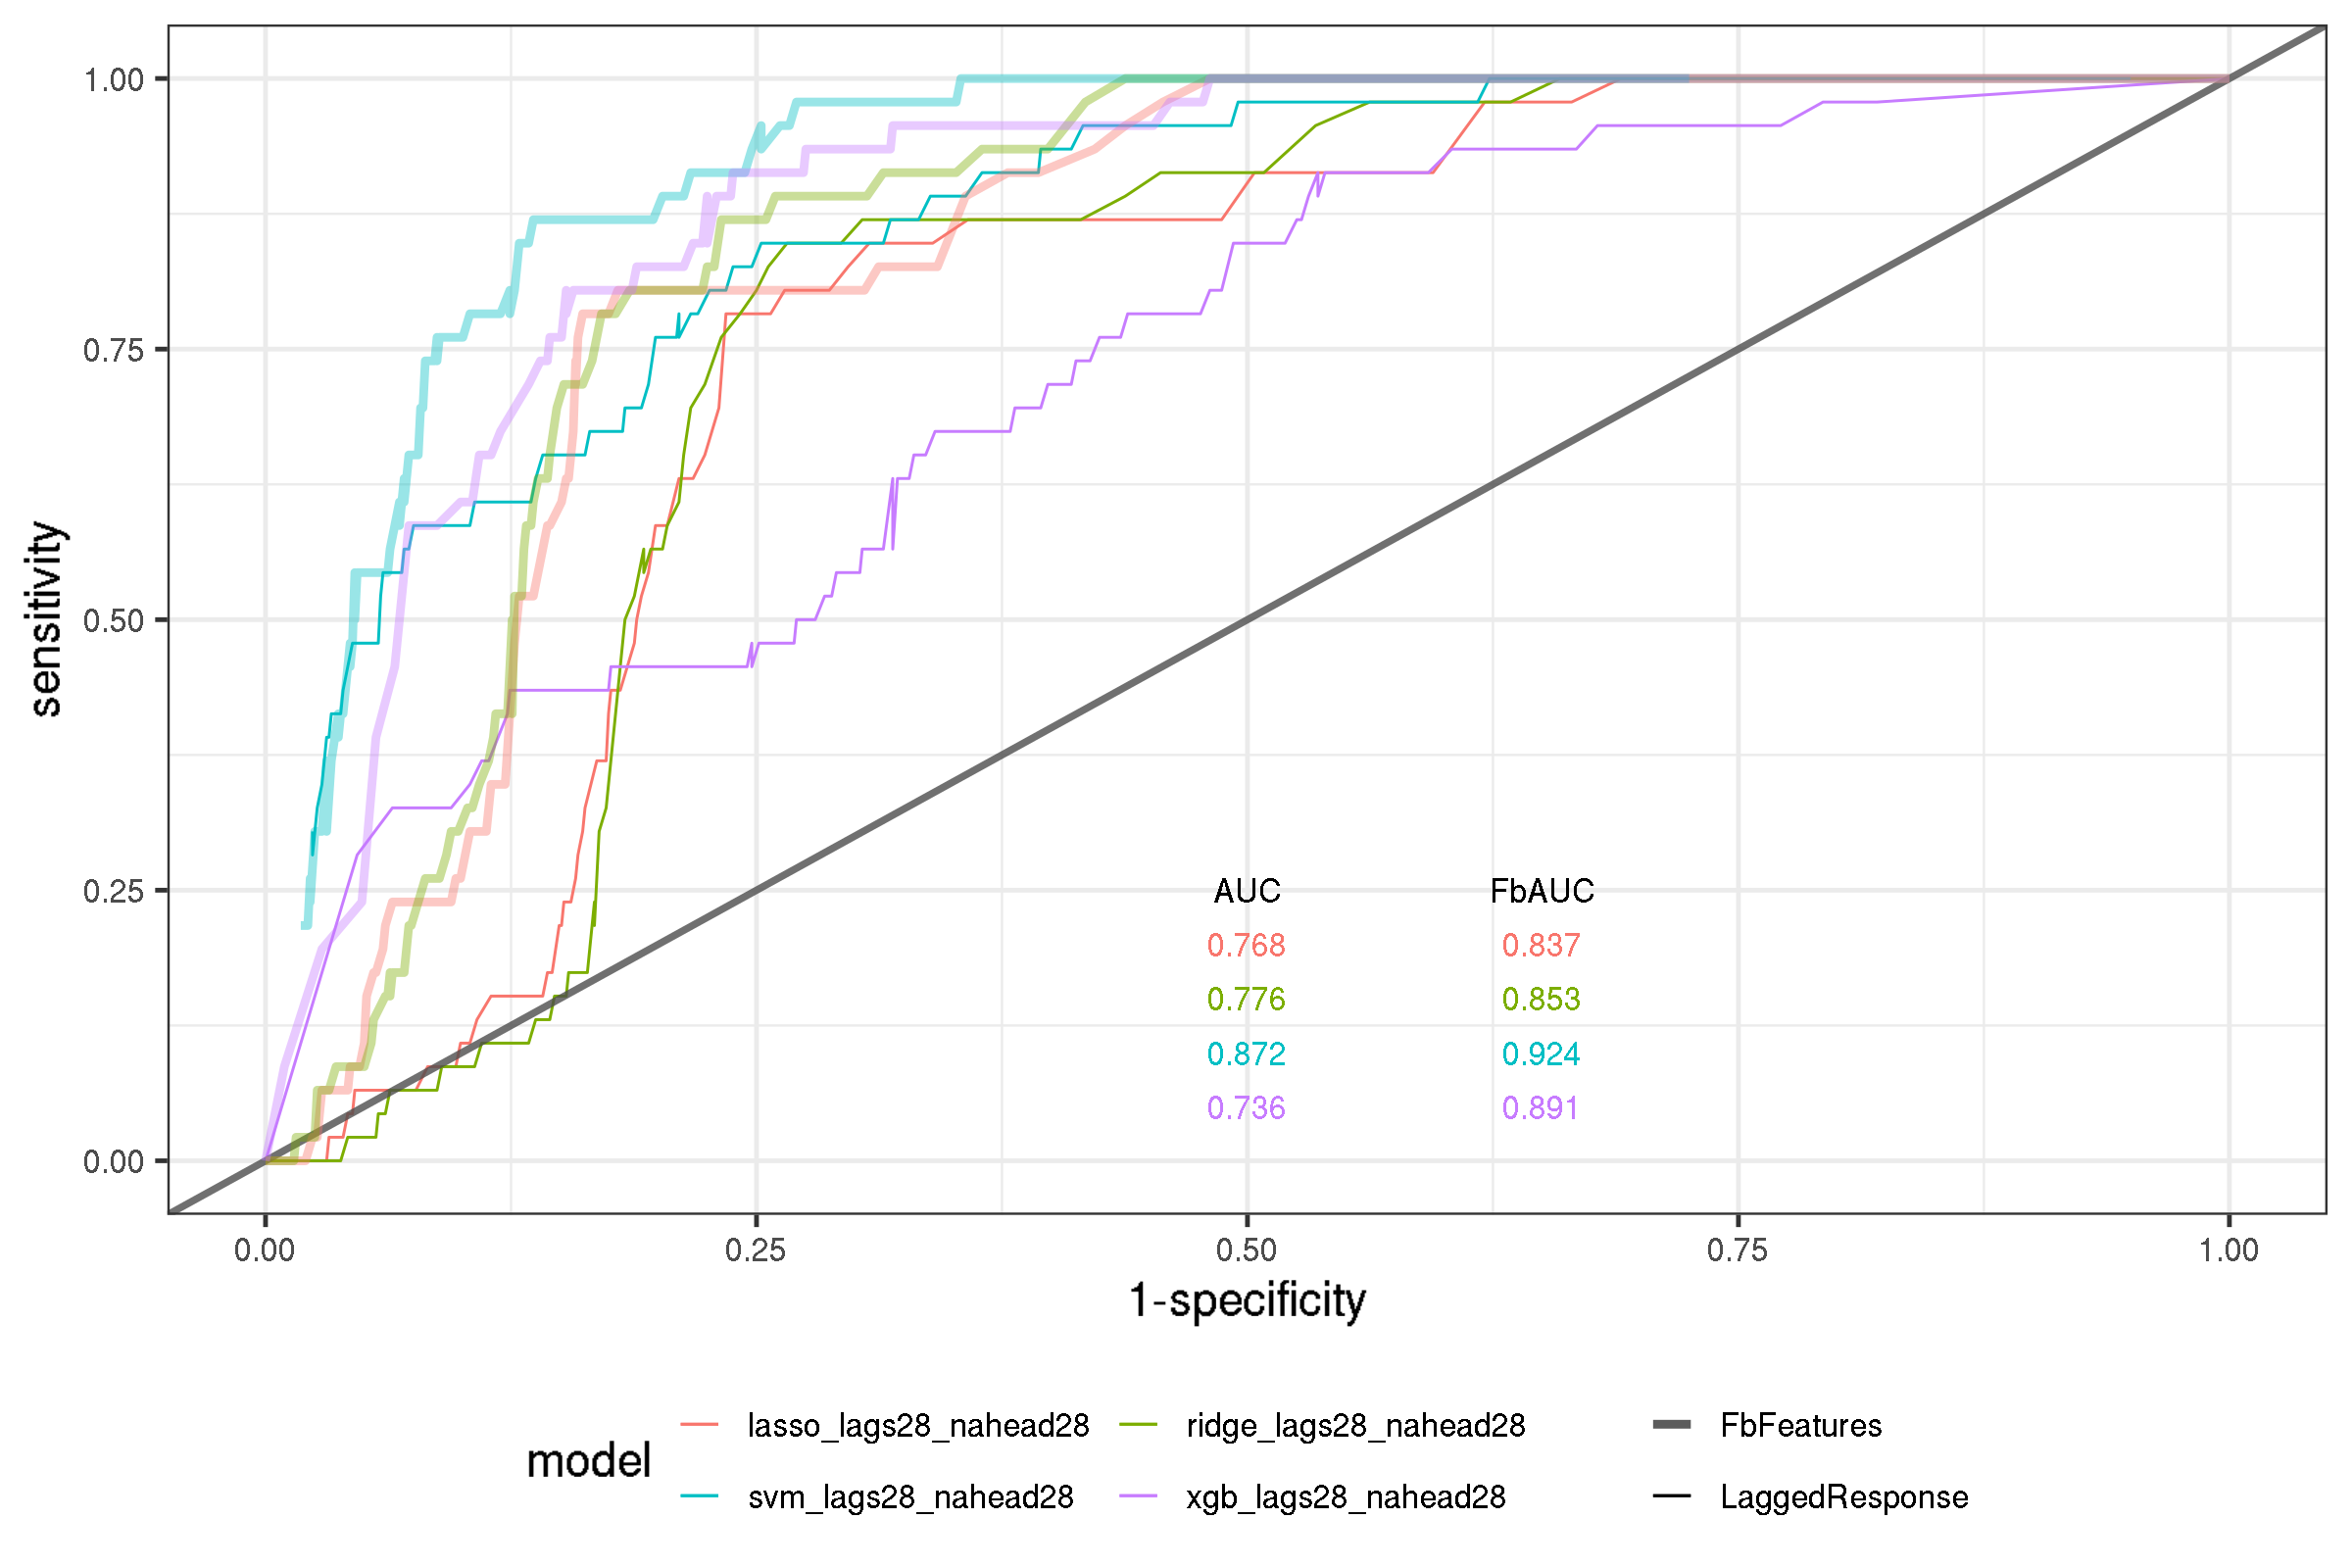 1.00
0.75
0.50
0.25
0.00
sensitivity
AUC FbAUC
0.768 0.837
0.776 0.853
0.872 0.924
0.736 0.891
0.00 0.25 0.50 0.75 1.00
1-specificity
model
lasso_lags28_nahead28 ridge_lags28_nahead28 FbFeatures
svm_lags28_nahead28 xgb_lags28_nahead28 LaggedResponse